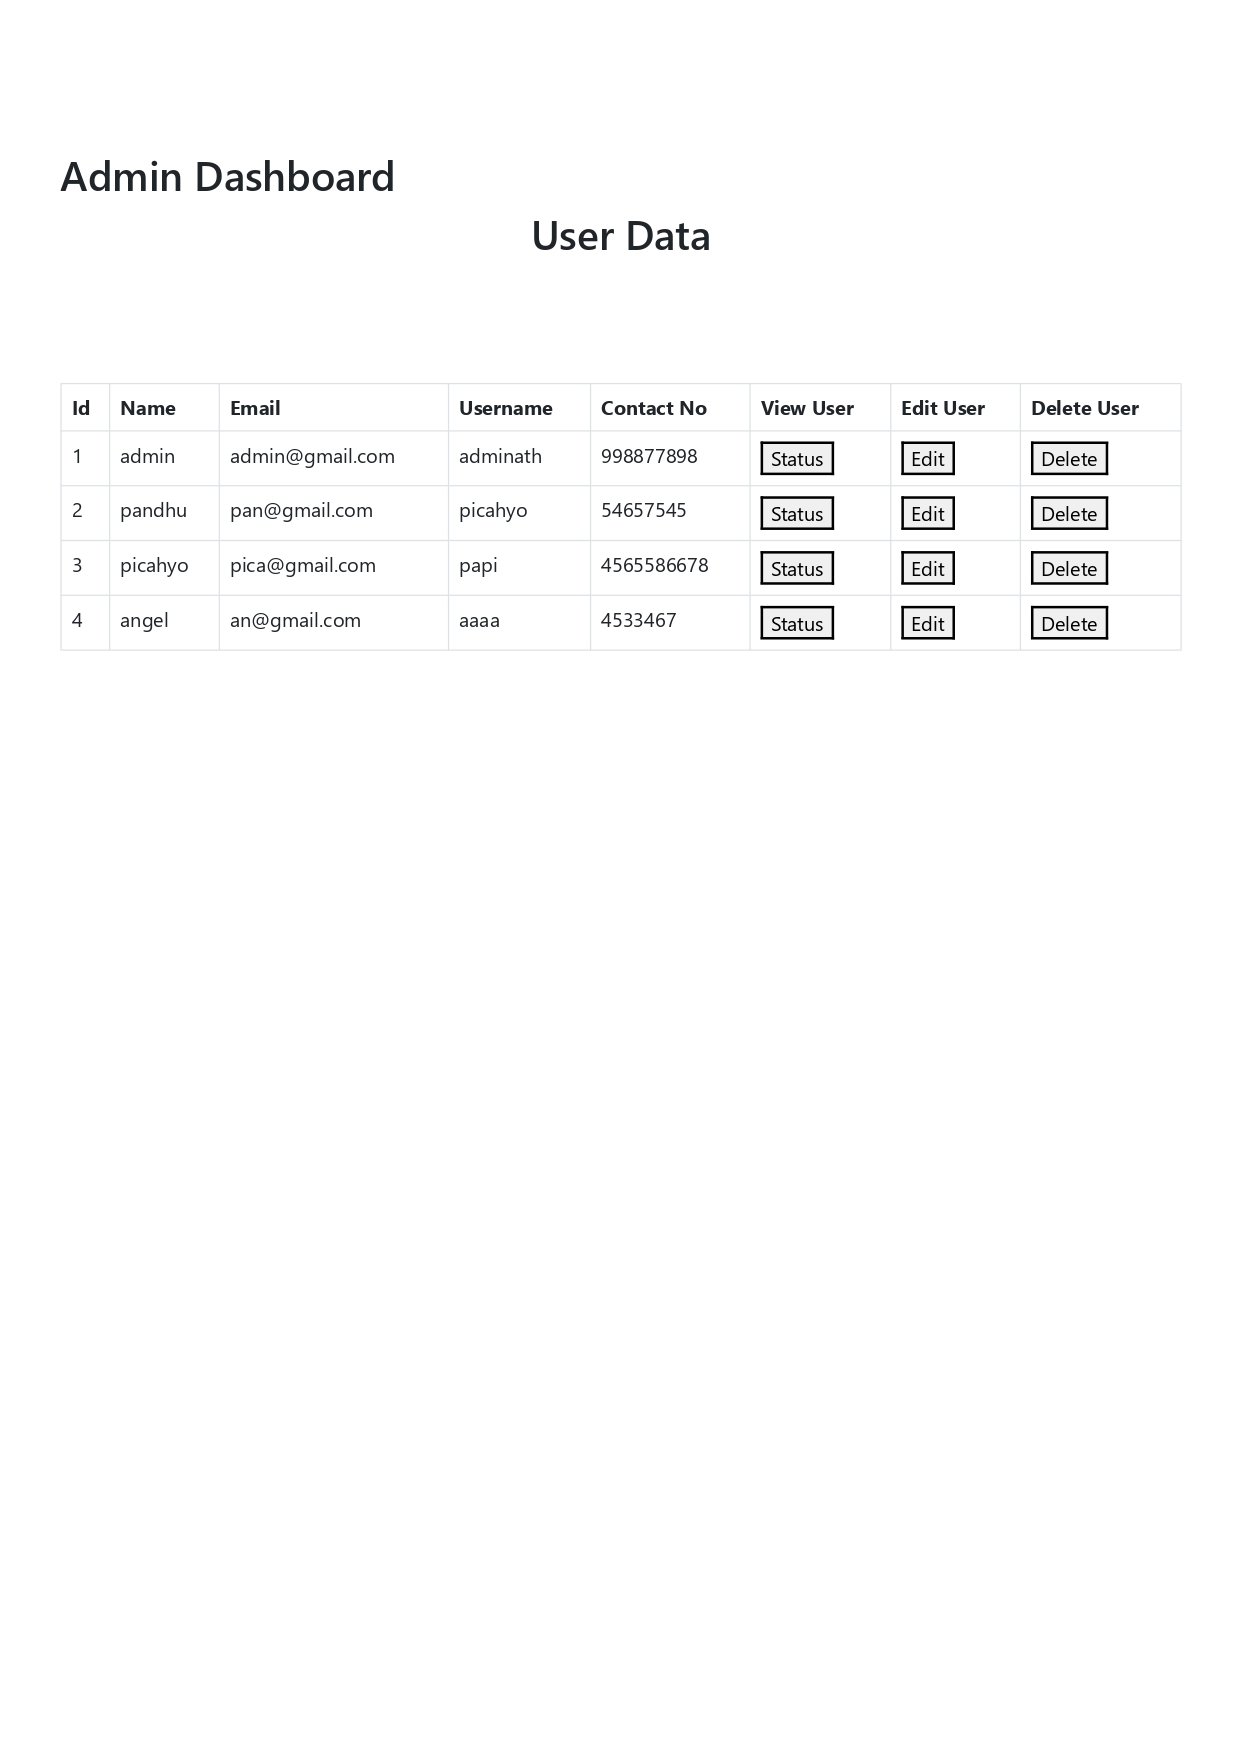 Admin Dashboard
User Data
Id Name Email Username Contact No View User Edit User Delete User
1 admin admin@gmail.com adminath 998877898 Status Edit Delete
2 pandhu pan@gmail.com picahyo 54657545 Status Edit Delete
3 picahyo pica@gmail.com papi 4565586678 Status Edit Delete
4 angel an@gmail.com aaaa 4533467 Status Edit Delete